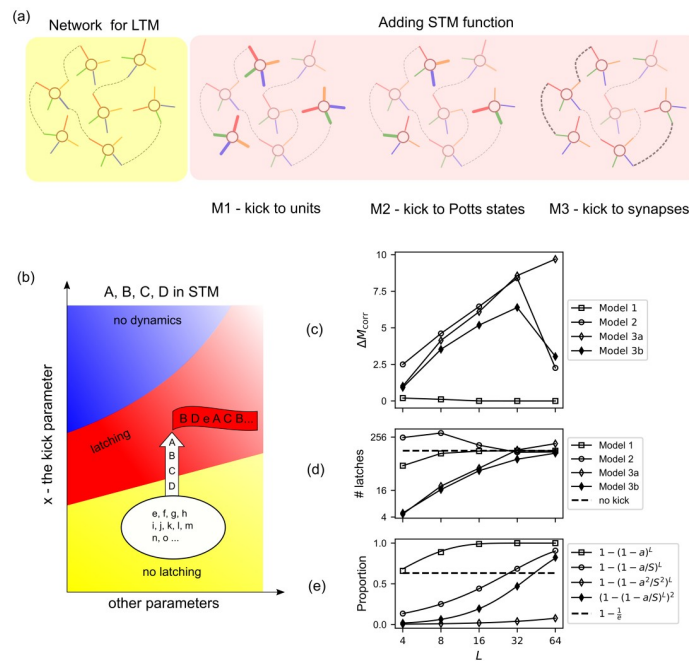 (a)
Network for LTM
Adding STM function
M1 - kick to units
M2 - kick to Potts states
M3 - kick to synapses
(b)
A, B, C, D in STM
no dynamics
latching
B D e A C B...
A
B
C
D
e, f, g, h
i, j, k, l, m
n, o ...
no latching
x - the kick parameter
other parameters
(c)
ΔM_corr
10
7.5
5.0
2.5
0
Model 1
Model 2
Model 3a
Model 3b
(d)
# latches
256
16
4
Model 1
Model 2
Model 3a
Model 3b
no kick
(e)
Proportion
1.0
0.5
0.0
4 8 16 32 64
L
1 − (1 − a)^L
1 − (1 − a/S)^L
1 − (1 − a²/S²)^L
(1 − (1 − a/S)^L)²
1 − 1/e